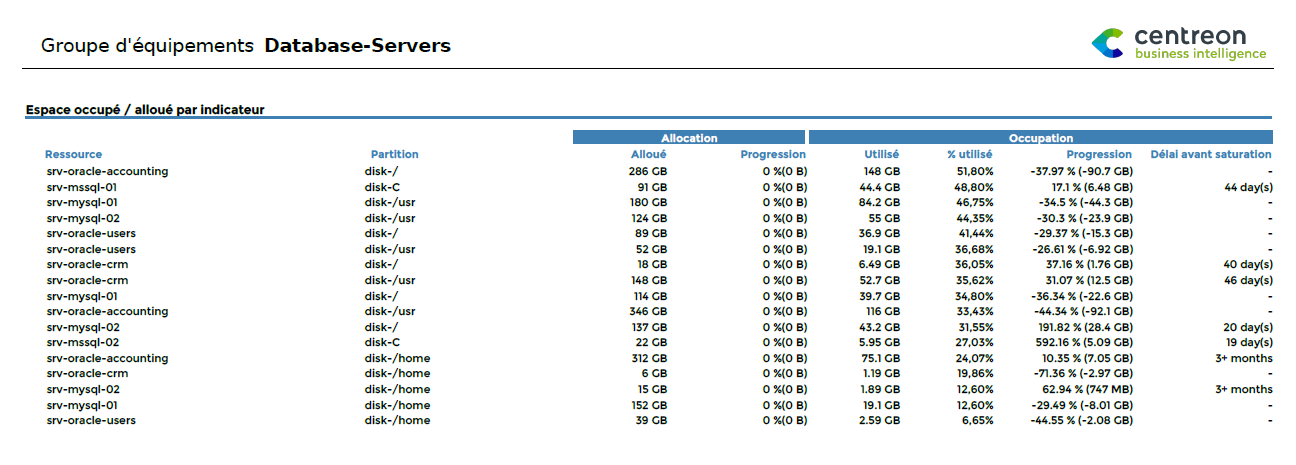 Groupe d'équipements Database-Servers
centreon
business intelligence
Espace occupé / alloué par indicateur
Allocation Occupation
Ressource Partition Alloué Progression Utilisé % utilisé Progression Délai avant saturation
srv-oracle-accounting disk-/ 286 GB 0 %(0 B) 148 GB 51,80% -37.97 % (-90.7 GB) -
srv-mssql-01 disk-C 91 GB 0 %(0 B) 44.4 GB 48,80% 17.1 % (6.48 GB) 44 day(s)
srv-mysql-01 disk-/usr 180 GB 0 %(0 B) 84.2 GB 46,75% -34.5 % (-44.3 GB) -
srv-mysql-02 disk-/usr 124 GB 0 %(0 B) 55 GB 44,35% -30.3 % (-23.9 GB) -
srv-oracle-users disk-/ 89 GB 0 %(0 B) 36.9 GB 41,44% -29.37 % (-15.3 GB) -
srv-oracle-users disk-/usr 52 GB 0 %(0 B) 19.1 GB 36,68% -26.61 % (-6.92 GB) -
srv-oracle-crm disk-/ 18 GB 0 %(0 B) 6.49 GB 36,05% 37.16 % (1.76 GB) 40 day(s)
srv-oracle-crm disk-/usr 148 GB 0 %(0 B) 52.7 GB 35,62% 31.07 % (12.5 GB) 46 day(s)
srv-mysql-01 disk-/ 114 GB 0 %(0 B) 39.7 GB 34,80% -36.34 % (-22.6 GB) -
srv-oracle-accounting disk-/usr 346 GB 0 %(0 B) 116 GB 33,43% -44.34 % (-92.1 GB) -
srv-mysql-02 disk-/ 137 GB 0 %(0 B) 43.2 GB 31,55% 191.82 % (28.4 GB) 20 day(s)
srv-mssql-02 disk-C 22 GB 0 %(0 B) 5.95 GB 27,03% 592.16 % (5.09 GB) 19 day(s)
srv-oracle-accounting disk-/home 312 GB 0 %(0 B) 75.1 GB 24,07% 10.35 % (7.05 GB) 3+ months
srv-oracle-crm disk-/home 6 GB 0 %(0 B) 1.19 GB 19,86% -71.36 % (-2.97 GB) -
srv-mysql-02 disk-/home 15 GB 0 %(0 B) 1.89 GB 12,60% 62.94 % (747 MB) 3+ months
srv-mysql-01 disk-/home 152 GB 0 %(0 B) 19.1 GB 12,60% -29.49 % (-8.01 GB) -
srv-oracle-users disk-/home 39 GB 0 %(0 B) 2.59 GB 6,65% -44.55 % (-2.08 GB) -